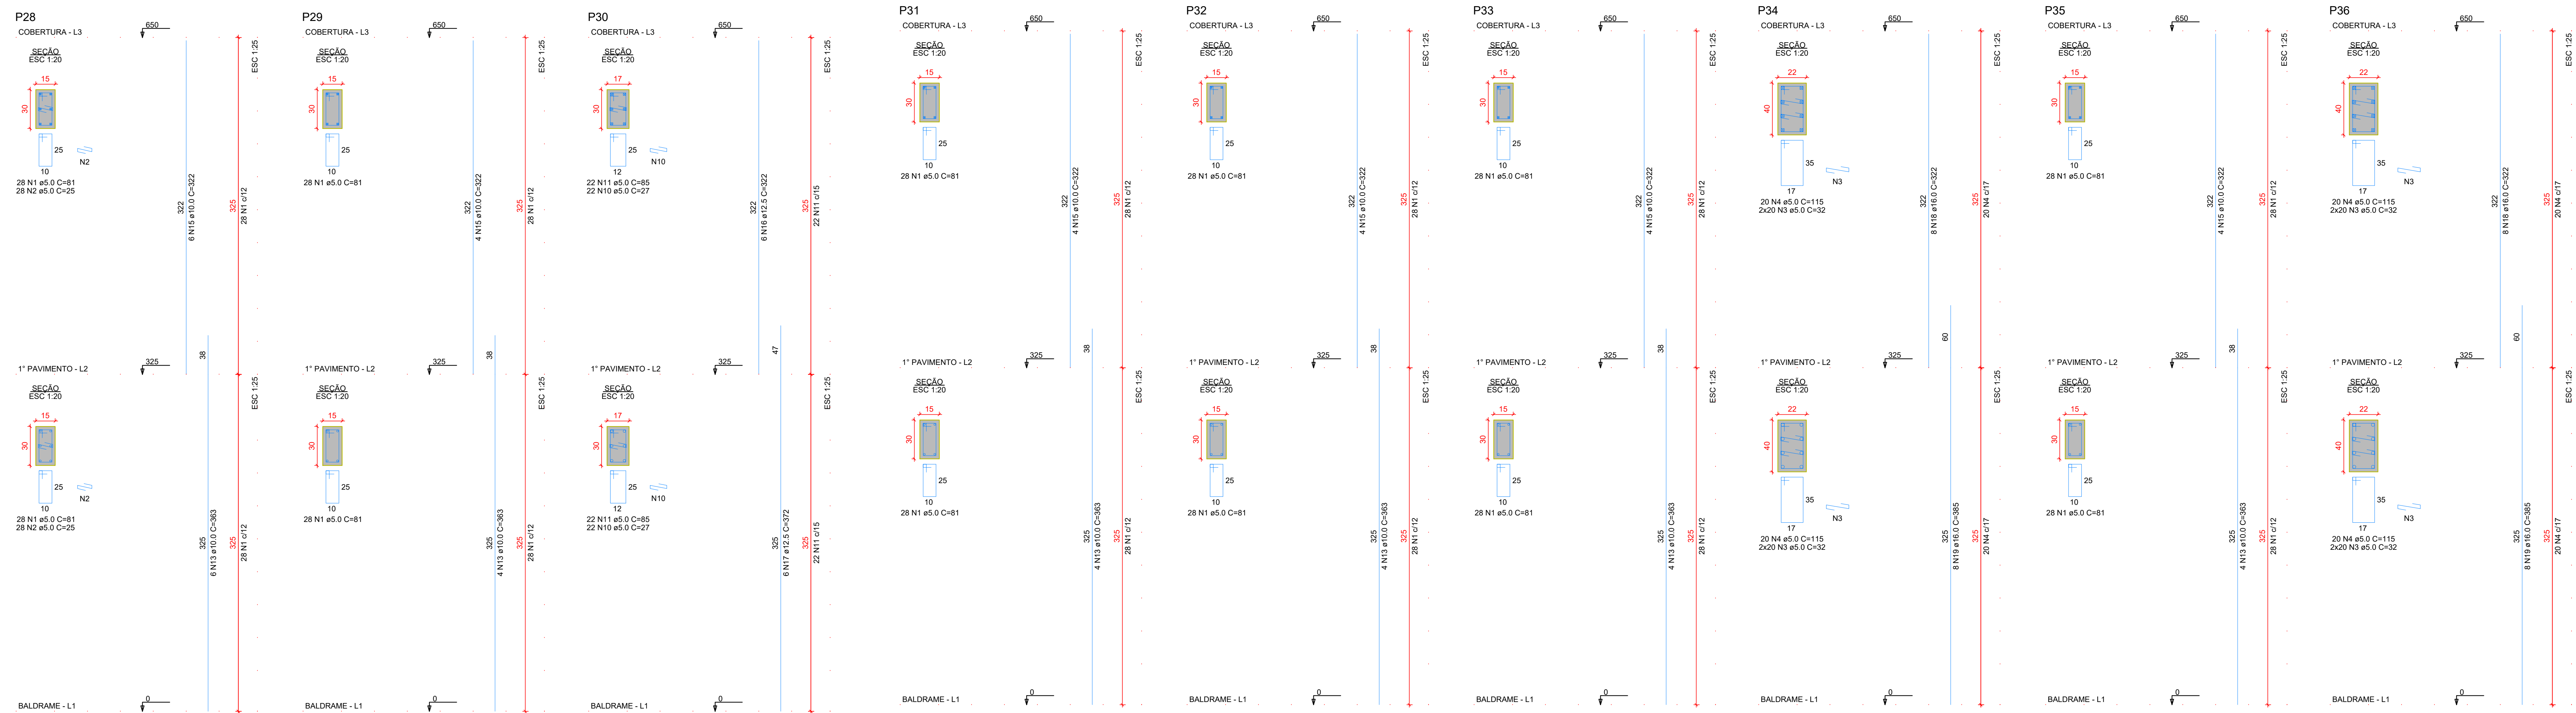 P28
COBERTURA - L3
650
SEÇÃO
ESC 1:20
15
30
25
10
N2
28 N1 ø5.0 C=81
28 N2 ø5.0 C=25
322
6 N15 ø10.0 C=322
325
28 N1 c/12
ESC 1:25
38
1° PAVIMENTO - L2
325
SEÇÃO
ESC 1:20
15
30
25
10
N2
28 N1 ø5.0 C=81
28 N2 ø5.0 C=25
325
6 N13 ø10.0 C=363
325
28 N1 c/12
ESC 1:25
BALDRAME - L1
0
P29
COBERTURA - L3
650
SEÇÃO
ESC 1:20
15
30
25
10
28 N1 ø5.0 C=81
322
4 N15 ø10.0 C=322
325
28 N1 c/12
ESC 1:25
38
1° PAVIMENTO - L2
325
SEÇÃO
ESC 1:20
15
30
25
10
28 N1 ø5.0 C=81
325
4 N13 ø10.0 C=363
325
28 N1 c/12
ESC 1:25
BALDRAME - L1
0
P30
COBERTURA - L3
650
SEÇÃO
ESC 1:20
17
30
25
12
N10
22 N11 ø5.0 C=85
22 N10 ø5.0 C=27
322
6 N16 ø12.5 C=322
325
22 N11 c/15
ESC 1:25
47
1° PAVIMENTO - L2
325
SEÇÃO
ESC 1:20
17
30
25
12
N10
22 N11 ø5.0 C=85
22 N10 ø5.0 C=27
325
6 N17 ø12.5 C=372
325
22 N11 c/15
ESC 1:25
BALDRAME - L1
0
P31
COBERTURA - L3
650
SEÇÃO
ESC 1:20
15
30
25
10
28 N1 ø5.0 C=81
322
4 N15 ø10.0 C=322
325
28 N1 c/12
ESC 1:25
38
1° PAVIMENTO - L2
325
SEÇÃO
ESC 1:20
15
30
25
10
28 N1 ø5.0 C=81
325
4 N13 ø10.0 C=363
325
28 N1 c/12
ESC 1:25
BALDRAME - L1
0
P32
COBERTURA - L3
650
SEÇÃO
ESC 1:20
15
30
25
10
28 N1 ø5.0 C=81
322
4 N15 ø10.0 C=322
325
28 N1 c/12
ESC 1:25
38
1° PAVIMENTO - L2
325
SEÇÃO
ESC 1:20
15
30
25
10
28 N1 ø5.0 C=81
325
4 N13 ø10.0 C=363
325
28 N1 c/12
ESC 1:25
BALDRAME - L1
0
P33
COBERTURA - L3
650
SEÇÃO
ESC 1:20
15
30
25
10
28 N1 ø5.0 C=81
322
4 N15 ø10.0 C=322
325
28 N1 c/12
ESC 1:25
38
1° PAVIMENTO - L2
325
SEÇÃO
ESC 1:20
15
30
25
10
28 N1 ø5.0 C=81
325
4 N13 ø10.0 C=363
325
28 N1 c/12
ESC 1:25
BALDRAME - L1
0
P34
COBERTURA - L3
650
SEÇÃO
ESC 1:20
22
40
35
17
N3
20 N4 ø5.0 C=115
2x20 N3 ø5.0 C=32
322
8 N18 ø16.0 C=322
325
20 N4 c/17
ESC 1:25
60
1° PAVIMENTO - L2
325
SEÇÃO
ESC 1:20
22
40
35
17
N3
20 N4 ø5.0 C=115
2x20 N3 ø5.0 C=32
325
8 N19 ø16.0 C=385
325
20 N4 c/17
ESC 1:25
BALDRAME - L1
0
P35
COBERTURA - L3
650
SEÇÃO
ESC 1:20
15
30
25
10
28 N1 ø5.0 C=81
322
4 N15 ø10.0 C=322
325
28 N1 c/12
ESC 1:25
38
1° PAVIMENTO - L2
325
SEÇÃO
ESC 1:20
15
30
25
10
28 N1 ø5.0 C=81
325
4 N13 ø10.0 C=363
325
28 N1 c/12
ESC 1:25
BALDRAME - L1
0
P36
COBERTURA - L3
650
SEÇÃO
ESC 1:20
22
40
35
17
N3
20 N4 ø5.0 C=115
2x20 N3 ø5.0 C=32
322
8 N18 ø16.0 C=322
325
20 N4 c/17
ESC 1:25
60
1° PAVIMENTO - L2
325
SEÇÃO
ESC 1:20
22
40
35
17
N3
20 N4 ø5.0 C=115
2x20 N3 ø5.0 C=32
325
8 N19 ø16.0 C=385
325
20 N4 c/17
ESC 1:25
BALDRAME - L1
0